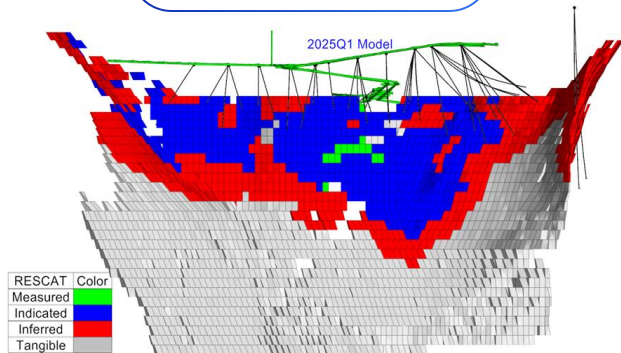 2025Q1 Model
RESCAT Color
Measured
Indicated
Inferred
Tangible